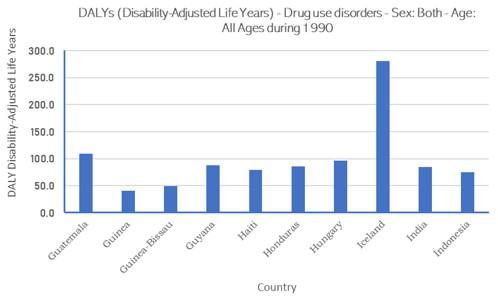 DALYs (Disability-Adjusted Life Years) - Drug use disorders - Sex: Both - Age:
All Ages during 1990
DALY Disability-Adjusted Life Years
300.0
250.0
200.0
150.0
100.0
50.0
0.0
Guatemala
Guinea
Guinea-Bissau
Guyana
Haiti
Honduras
Hungary
Iceland
India
Indonesia
Country